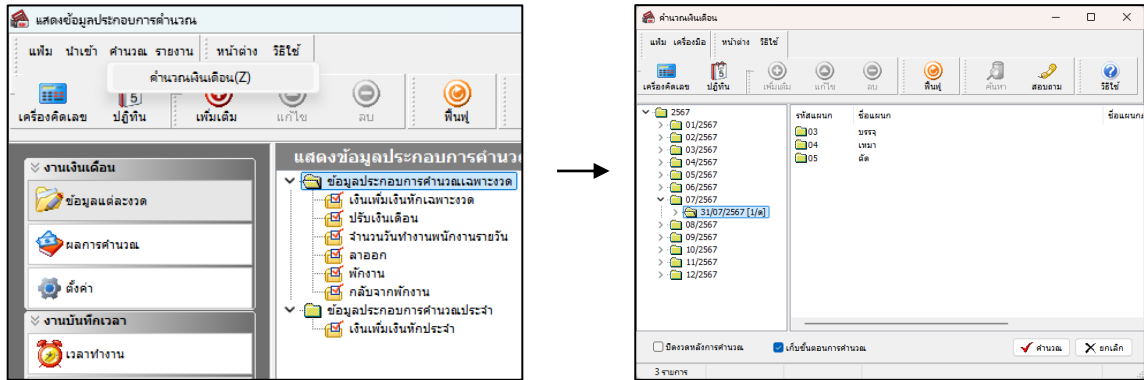 แสดงข้อมูลประกอบการคำนวณ
แฟ้ม นำเข้า คำนวณ รายงาน หน้าต่าง วิธีใช้
คำนวณเงินเดือน(Z)
เครื่องคิดเลข ปฏิทิน เพิ่มเติม แก้ไข ลบ ฟื้นฟู
งานเงินเดือน
ข้อมูลแต่ละงวด
ผลการคำนวณ
ตั้งค่า
งานบันทึกเวลา
เวลาทำงาน
แสดงข้อมูลประกอบการคำนว
ข้อมูลประกอบการคำนวณเฉพาะงวด
เงินเพิ่มเงินหักเฉพาะงวด
ปรับเงินเดือน
จำนวนวันทำงานพนักงานรายวัน
ลาออก
พักงาน
กลับจากพักงาน
ข้อมูลประกอบการคำนวณประจำ
เงินเพิ่มเงินหักประจำ
คำนวณเงินเดือน
แฟ้ม เครื่องมือ หน้าต่าง วิธีใช้
เครื่องคิดเลข ปฏิทิน เพิ่มเติม แก้ไข ลบ ฟื้นฟู ค้นหา สอบถาม วิธีใช้
2567
01/2567
02/2567
03/2567
04/2567
05/2567
06/2567
07/2567
31/07/2567 [1/ด]
08/2567
09/2567
10/2567
11/2567
12/2567
รหัสแผนก ชื่อแผนก ชื่อแผนกอ
03 บรรจุ
04 เหมา
05 ตัด
ปิดงวดหลังการคำนวณ เก็บขั้นตอนการคำนวณ คำนวณ ยกเลิก
3 รายการ